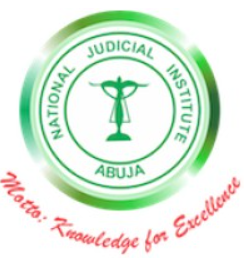 NATIONAL JUDICIAL INSTITUTE
ABUJA
Motto: Knowledge for Excellence